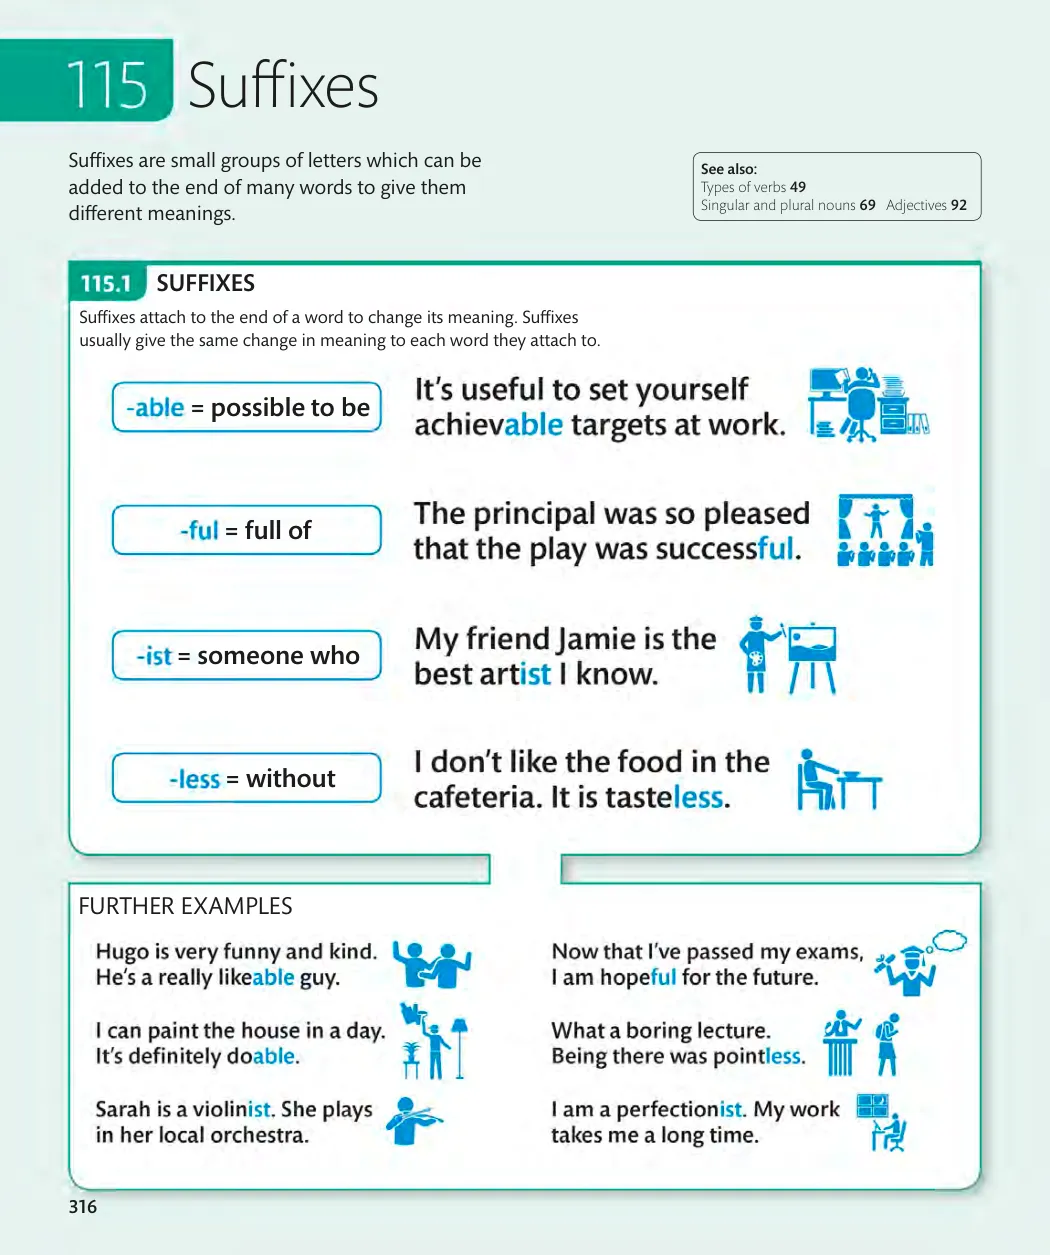 115 Suffixes
Suffixes are small groups of letters which can be
added to the end of many words to give them
different meanings.
See also:
Types of verbs 49
Singular and plural nouns 69 Adjectives 92
115.1 SUFFIXES
Suffixes attach to the end of a word to change its meaning. Suffixes
usually give the same change in meaning to each word they attach to.
-able = possible to be
It’s useful to set yourself
achievable targets at work.
-ful = full of
The principal was so pleased
that the play was successful.
-ist = someone who
My friend Jamie is the
best artist I know.
-less = without
I don’t like the food in the
cafeteria. It is tasteless.
FURTHER EXAMPLES
Hugo is very funny and kind.
He’s a really likeable guy.
I can paint the house in a day.
It’s definitely doable.
Sarah is a violinist. She plays
in her local orchestra.
Now that I’ve passed my exams,
I am hopeful for the future.
What a boring lecture.
Being there was pointless.
I am a perfectionist. My work
takes me a long time.
316